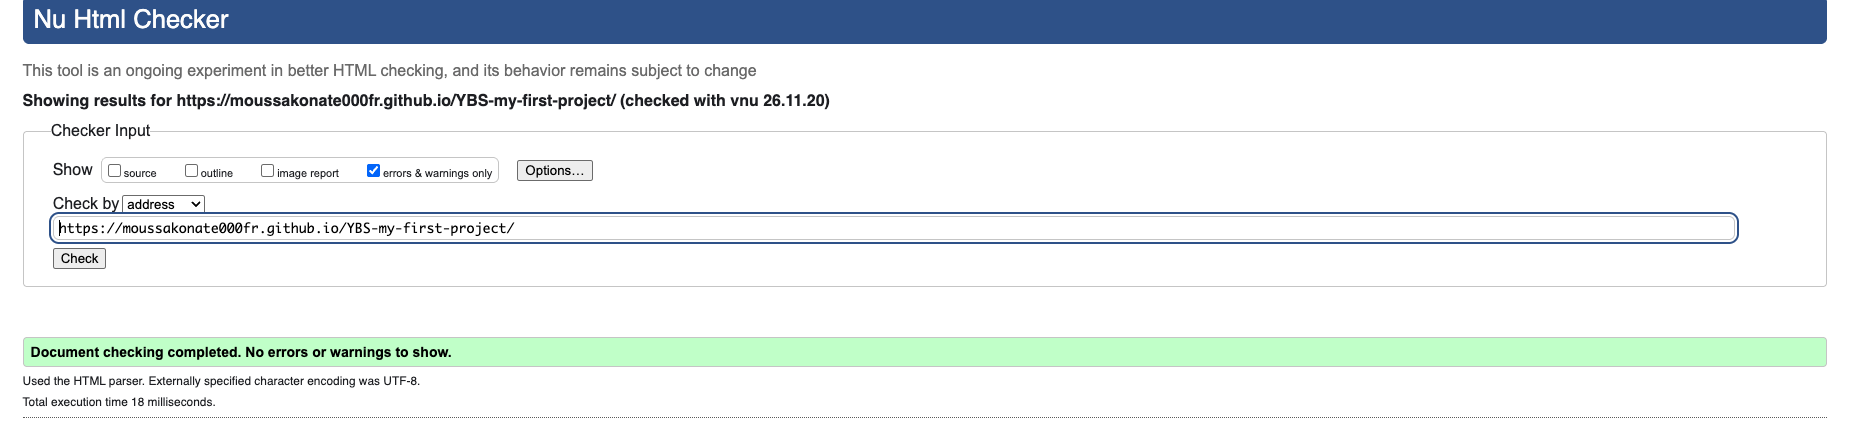 Nu Html Checker
This tool is an ongoing experiment in better HTML checking, and its behavior remains subject to change
Showing results for https://moussakonate000fr.github.io/YBS-my-first-project/ (checked with vnu 26.11.20)
Checker Input
Show source outline image report errors & warnings only Options...
Check by address
https://moussakonate000fr.github.io/YBS-my-first-project/
Check
Document checking completed. No errors or warnings to show.
Used the HTML parser. Externally specified character encoding was UTF-8.
Total execution time 18 milliseconds.